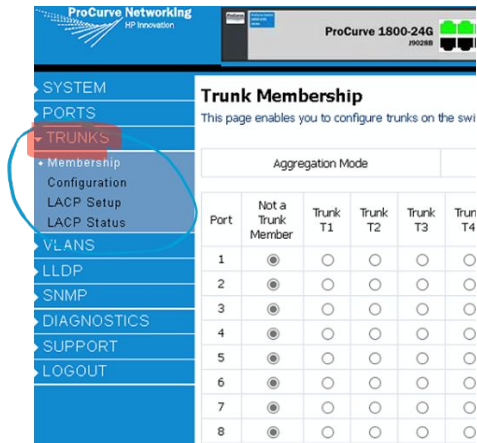 ProCurve Networking
HP Innovation
ProCurve 1800-24G
J9028B
SYSTEM
PORTS
TRUNKS
Membership
Configuration
LACP Setup
LACP Status
VLANS
LLDP
SNMP
DIAGNOSTICS
SUPPORT
LOGOUT
Trunk Membership
This page enables you to configure trunks on the swi
Aggregation Mode
Port Not a Trunk Member Trunk T1 Trunk T2 Trunk T3 Trun T4
1
2
3
4
5
6
7
8